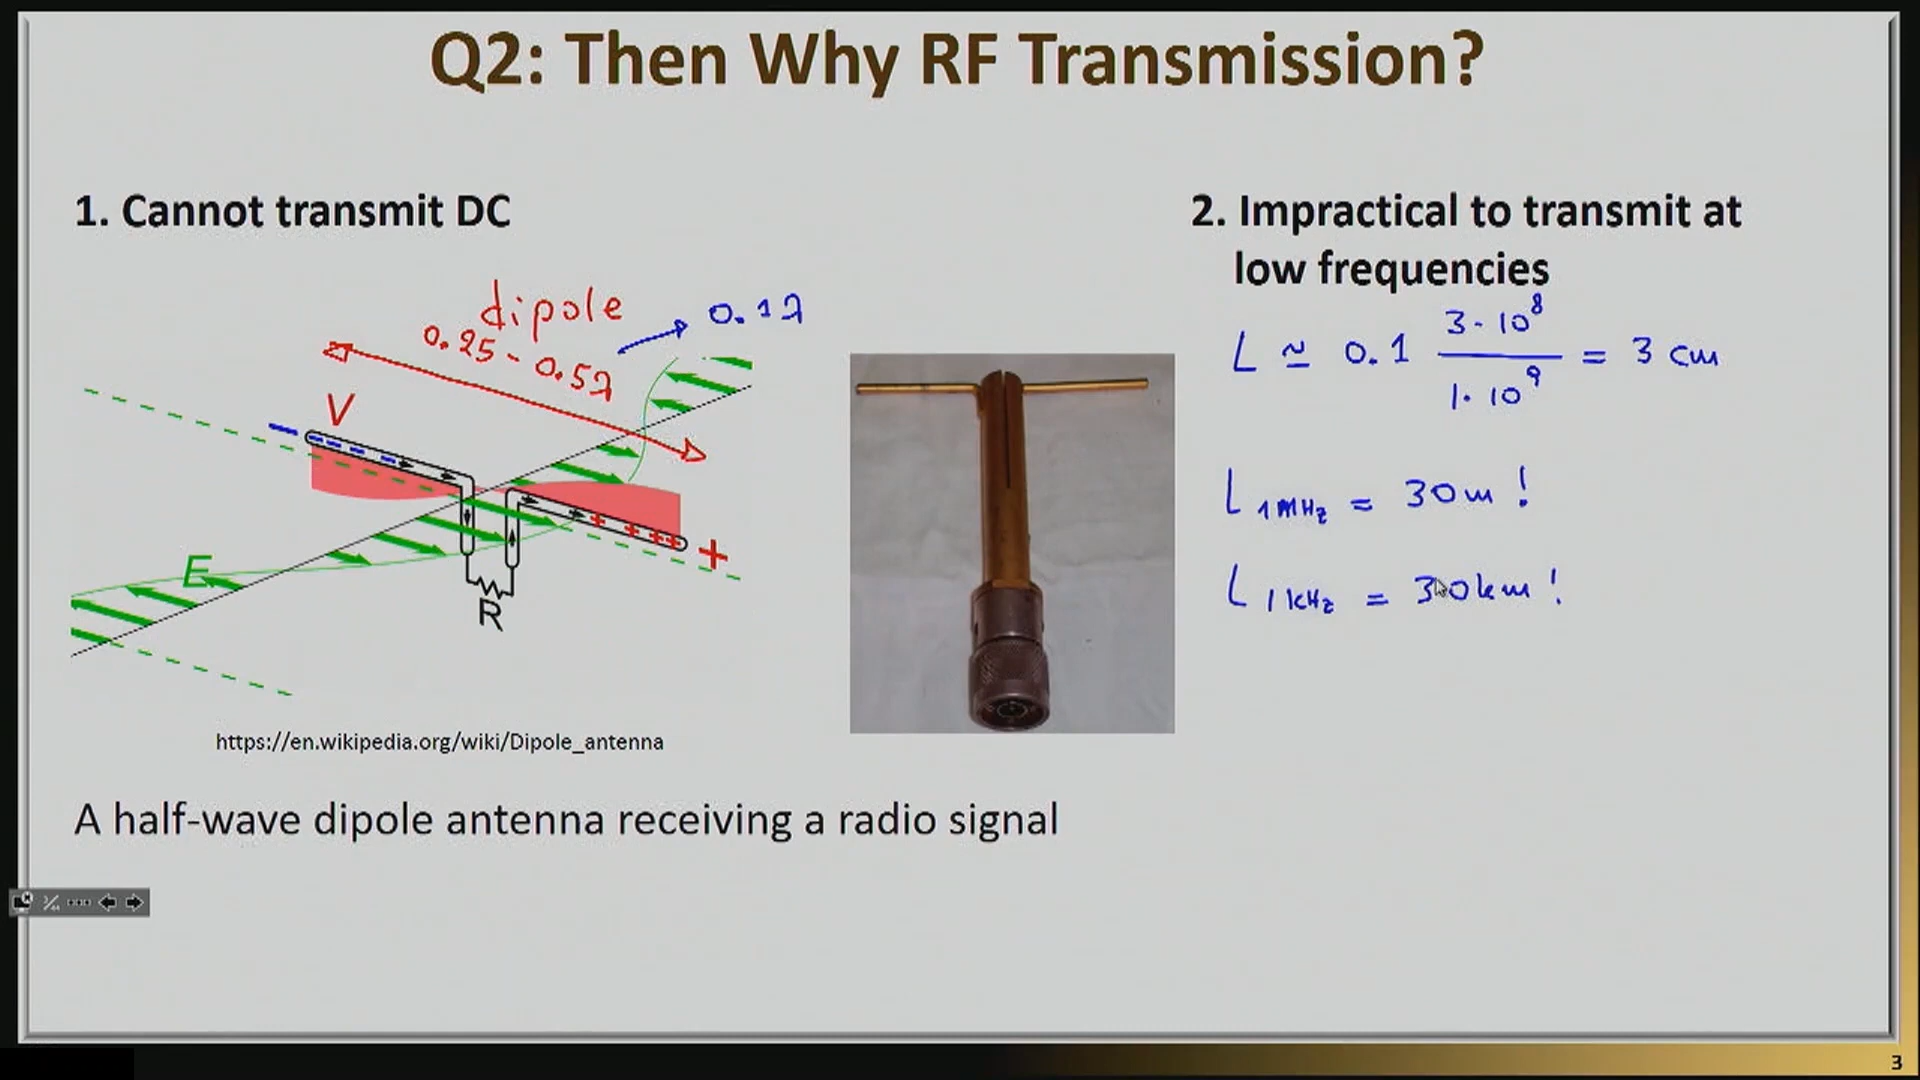 Q2: Then Why RF Transmission?
1. Cannot transmit DC
dipole
0.25 - 0.5λ
0.1λ
V
E
+
R
https://en.wikipedia.org/wiki/Dipole_antenna
A half-wave dipole antenna receiving a radio signal
2. Impractical to transmit at
low frequencies
L ≃ 0.1 3·10⁸ / 1·10⁹ = 3 cm
L 1MHz = 30m !
L 1kHz = 30km !
3